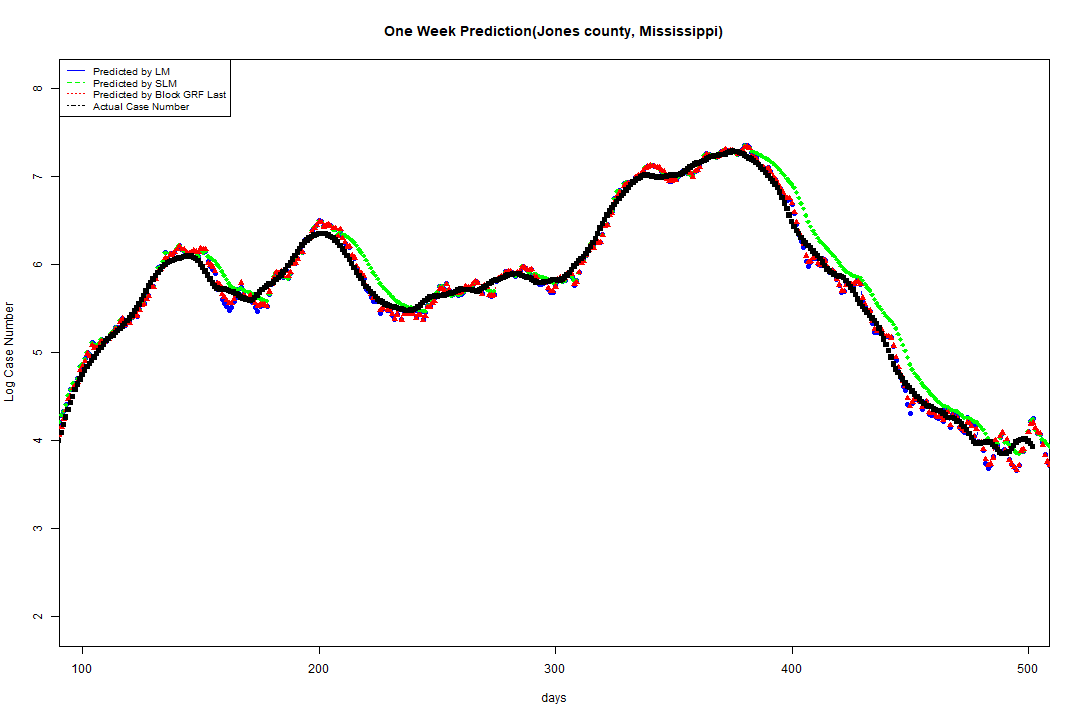 One Week Prediction(Jones county, Mississippi)
Predicted by LM
Predicted by SLM
Predicted by Block GRF Last
Actual Case Number
8
7
6
5
4
3
2
Log Case Number
100 200 300 400 500
days